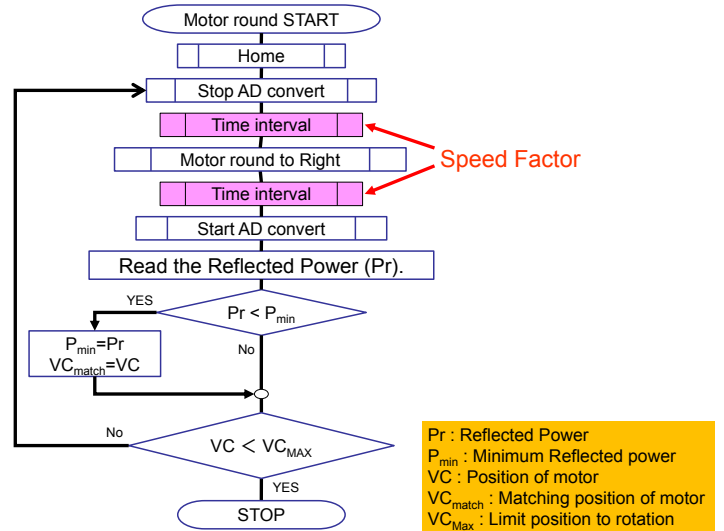 Motor round START
Home
Stop AD convert
Time interval
Motor round to Right
Speed Factor
Time interval
Start AD convert
Read the Reflected Power (Pr).
YES
Pr < Pmin
Pmin=Pr
VCmatch=VC
No
No
VC < VCMAX
YES
STOP
Pr : Reflected Power
Pmin : Minimum Reflected power
VC : Position of motor
VCmatch : Matching position of motor
VCMax : Limit position to rotation